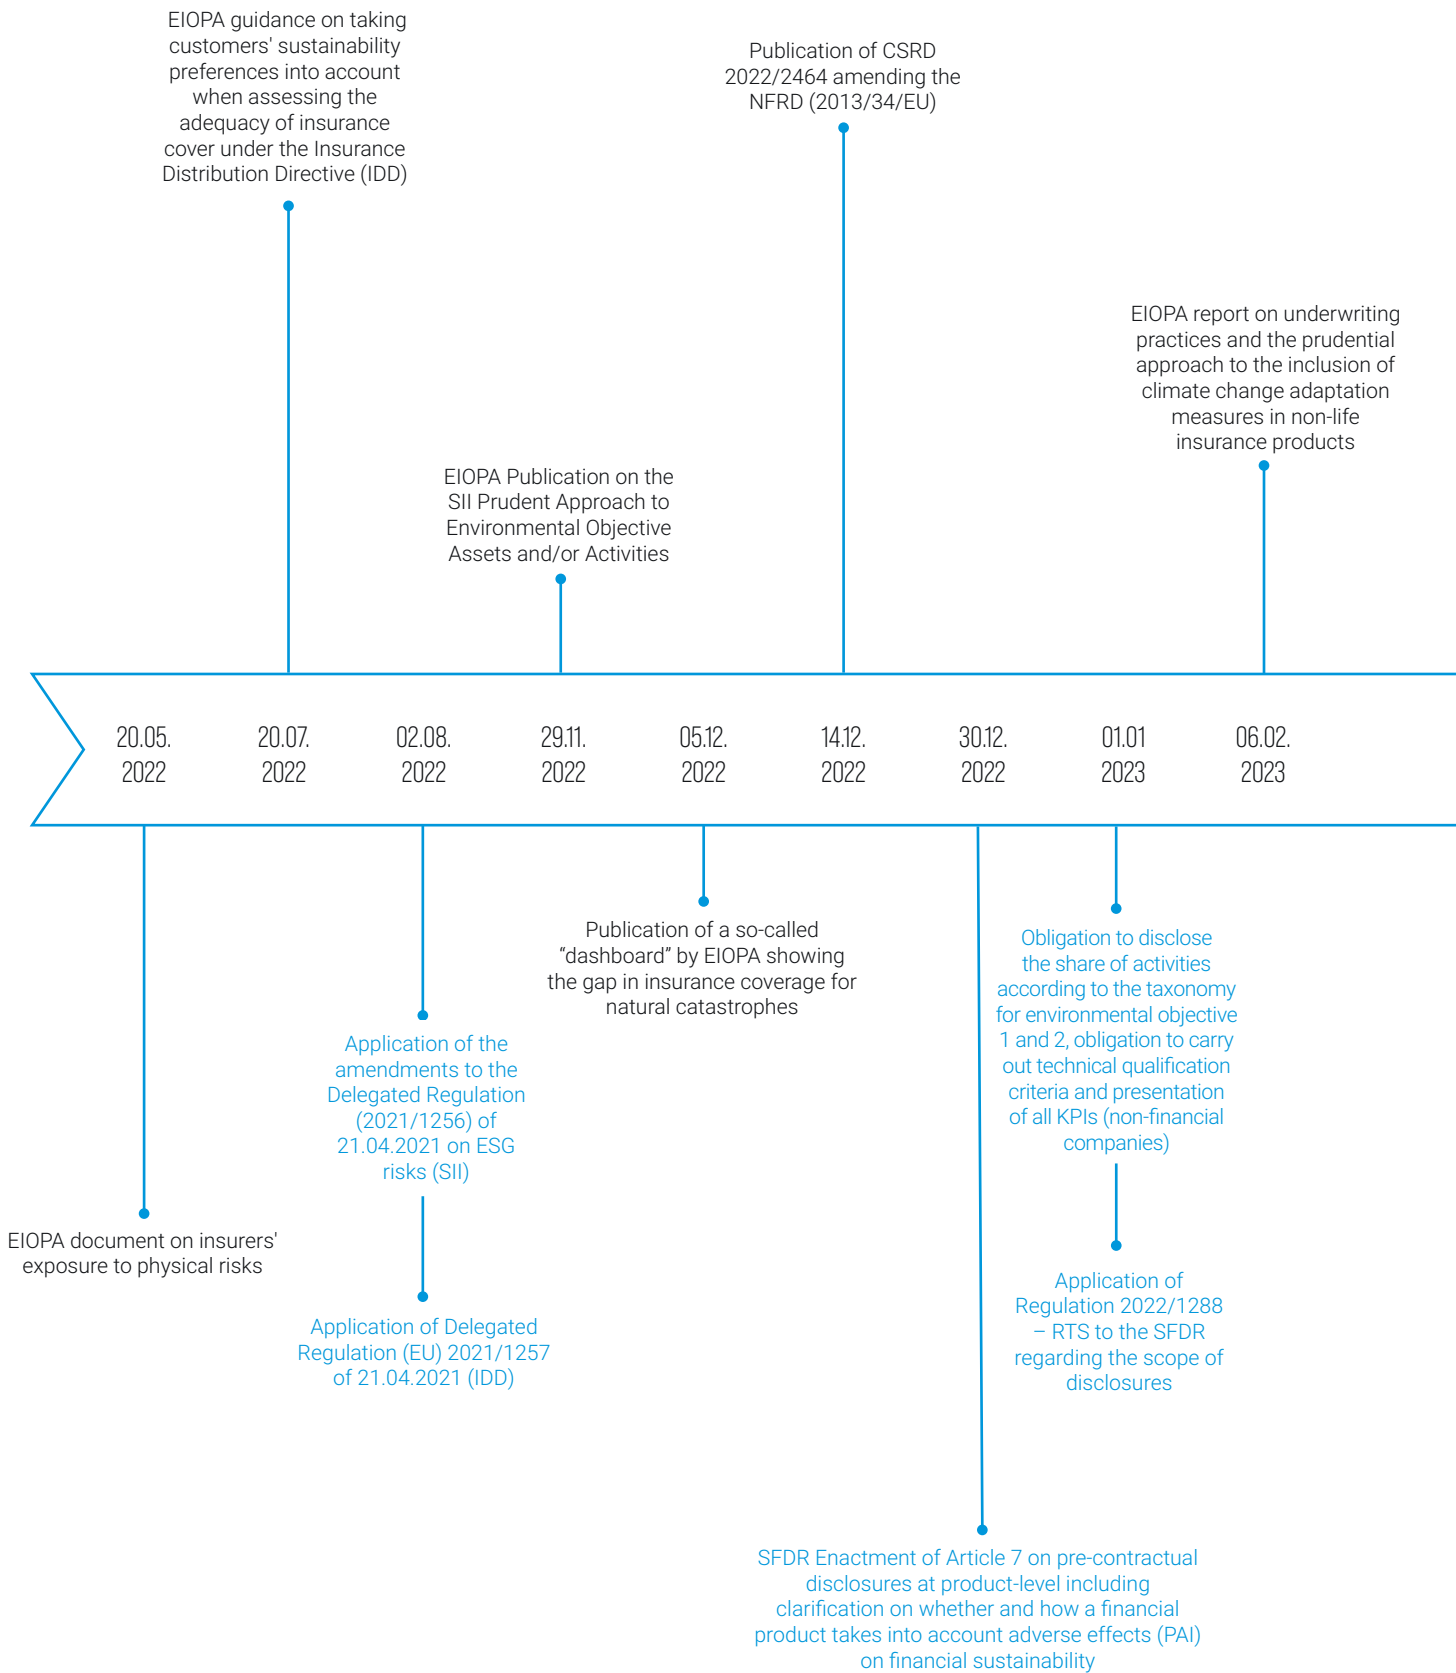 EIOPA guidance on taking
customers' sustainability
preferences into account
when assessing the
adequacy of insurance
cover under the Insurance
Distribution Directive (IDD)
Publication of CSRD
2022/2464 amending the
NFRD (2013/34/EU)
EIOPA report on underwriting
practices and the prudential
approach to the inclusion of
climate change adaptation
measures in non-life
insurance products
EIOPA Publication on the
SII Prudent Approach to
Environmental Objective
Assets and/or Activities
20.05.
2022
20.07.
2022
02.08.
2022
29.11.
2022
05.12.
2022
14.12.
2022
30.12.
2022
01.01
2023
06.02.
2023
Publication of a so-called
“dashboard” by EIOPA showing
the gap in insurance coverage for
natural catastrophes
Obligation to disclose
the share of activities
according to the taxonomy
for environmental objective
1 and 2, obligation to carry
out technical qualification
criteria and presentation
of all KPIs (non-financial
companies)
Application of the
amendments to the
Delegated Regulation
(2021/1256) of
21.04.2021 on ESG
risks (SII)
EIOPA document on insurers'
exposure to physical risks
Application of
Regulation 2022/1288
– RTS to the SFDR
regarding the scope of
disclosures
Application of Delegated
Regulation (EU) 2021/1257
of 21.04.2021 (IDD)
SFDR Enactment of Article 7 on pre-contractual
disclosures at product-level including
clarification on whether and how a financial
product takes into account adverse effects (PAI)
on financial sustainability